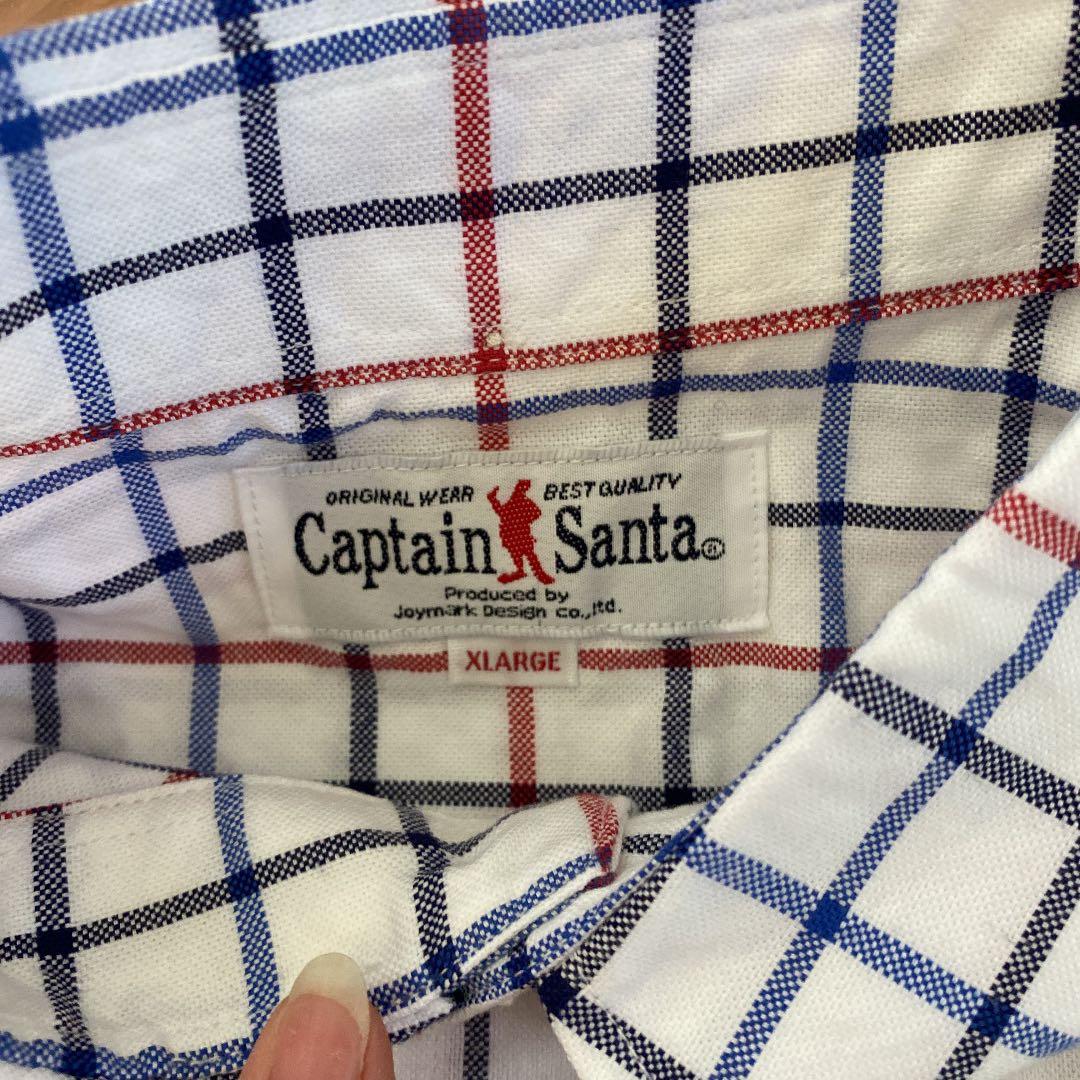 ORIGINAL WEAR BEST QUALITY
Captain Santa®
Produced by
Joymark Design co.,ltd.
XLARGE